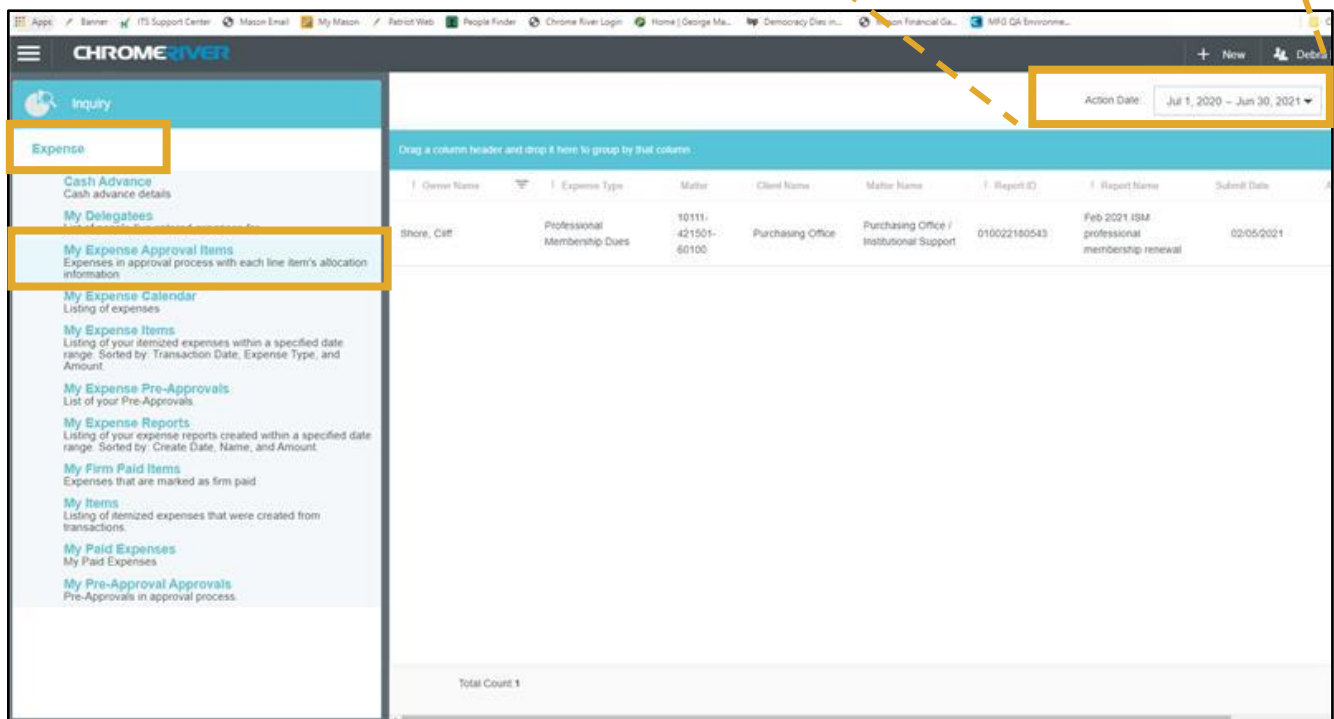 Apps Banner ITS Support Center Mason Email My Mason Patriot Web People Finder Chrome River Login Home | George Ma... Democracy Dies in... Financial Ga... MFG QA Environme...
CHROMERIVER
+ New Debra
Inquiry
Action Date: Jul 1, 2020 – Jun 30, 2021
Expense
Drag a column header and drop it here to group by that column
Owner Name Expense Type Matter Client Name Matter Name Report ID Report Name Submit Date
Shore, Cliff
Professional
Membership Dues
10111-
421501-
60100
Purchasing Office
Purchasing Office /
Institutional Support
010022180543
Feb 2021 ISM
professional
membership renewal
02/05/2021
Cash Advance
Cash advance details
My Delegatees
My Expense Approval Items
Expenses in approval process with each line item's allocation
information
My Expense Calendar
Listing of expenses
My Expense Items
Listing of your itemized expenses within a specified date
range. Sorted by: Transaction Date, Expense Type, and
Amount.
My Expense Pre-Approvals
List of your Pre-Approvals
My Expense Reports
Listing of your expense reports created within a specified date
range. Sorted by: Create Date, Name, and Amount.
My Firm Paid Items
Expenses that are marked as firm paid
My Items
Listing of itemized expenses that were created from
transactions.
My Paid Expenses
My Paid Expenses
My Pre-Approval Approvals
Pre-Approvals in approval process.
Total Count:1